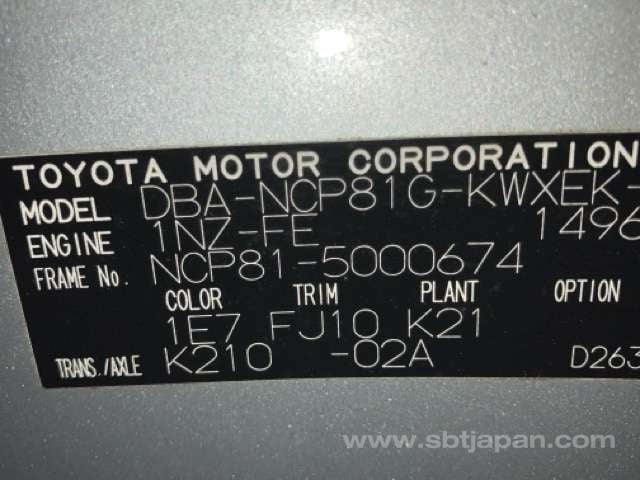 TOYOTA MOTOR CORPORATION
MODEL DBA-NCP81G-KWXEK-
ENGINE 1NZ-FE 1496
FRAME No. NCP81-5000674
COLOR TRIM PLANT OPTION
1E7 FJ10 K21
TRANS./AXLE K210 -02A D263
www.sbtjapan.com